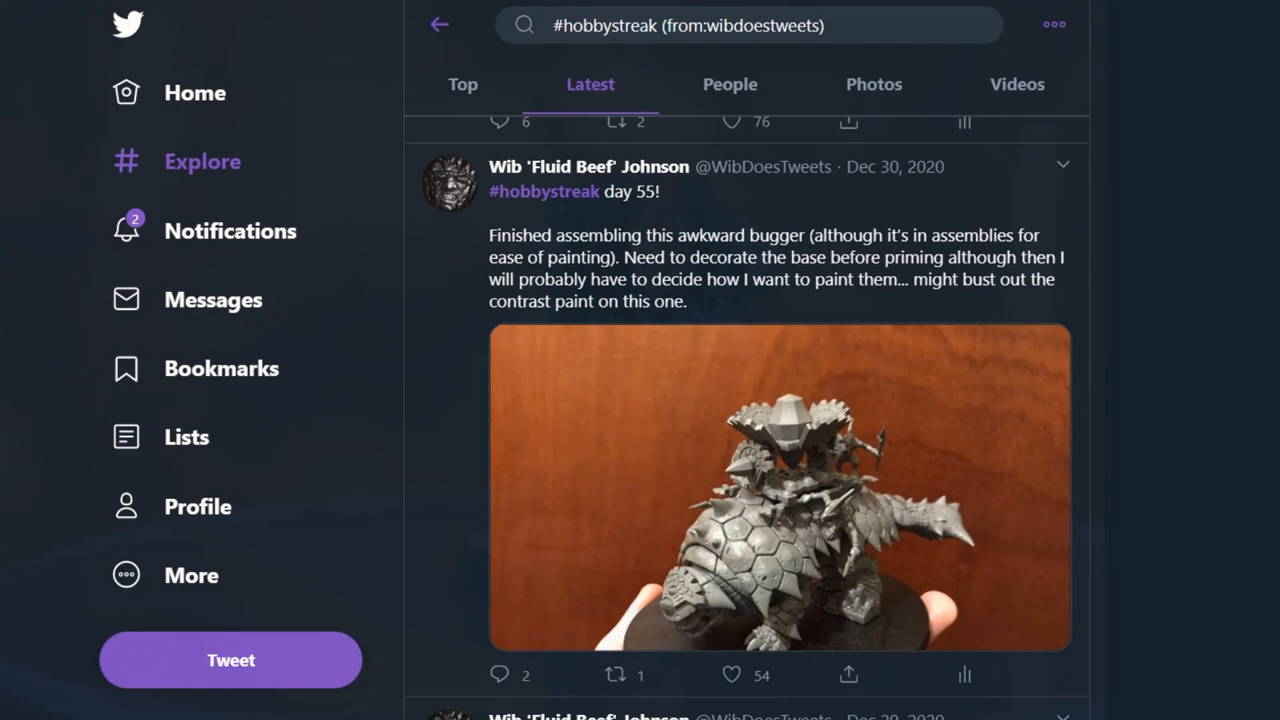 #hobbystreak (from:wibdoestweets)
Top Latest People Photos Videos
Home
Explore
2
Notifications
Messages
Bookmarks
Lists
Profile
More
Tweet
6 2 76
Wib 'Fluid Beef' Johnson @WibDoesTweets · Dec 30, 2020
#hobbystreak day 55!
Finished assembling this awkward bugger (although it's in assemblies for
ease of painting). Need to decorate the base before priming although then I
will probably have to decide how I want to paint them... might bust out the
contrast paint on this one.
2 1 54
Wib 'Fluid Beef' Johnson @WibDoesTweets · Dec 29, 2020